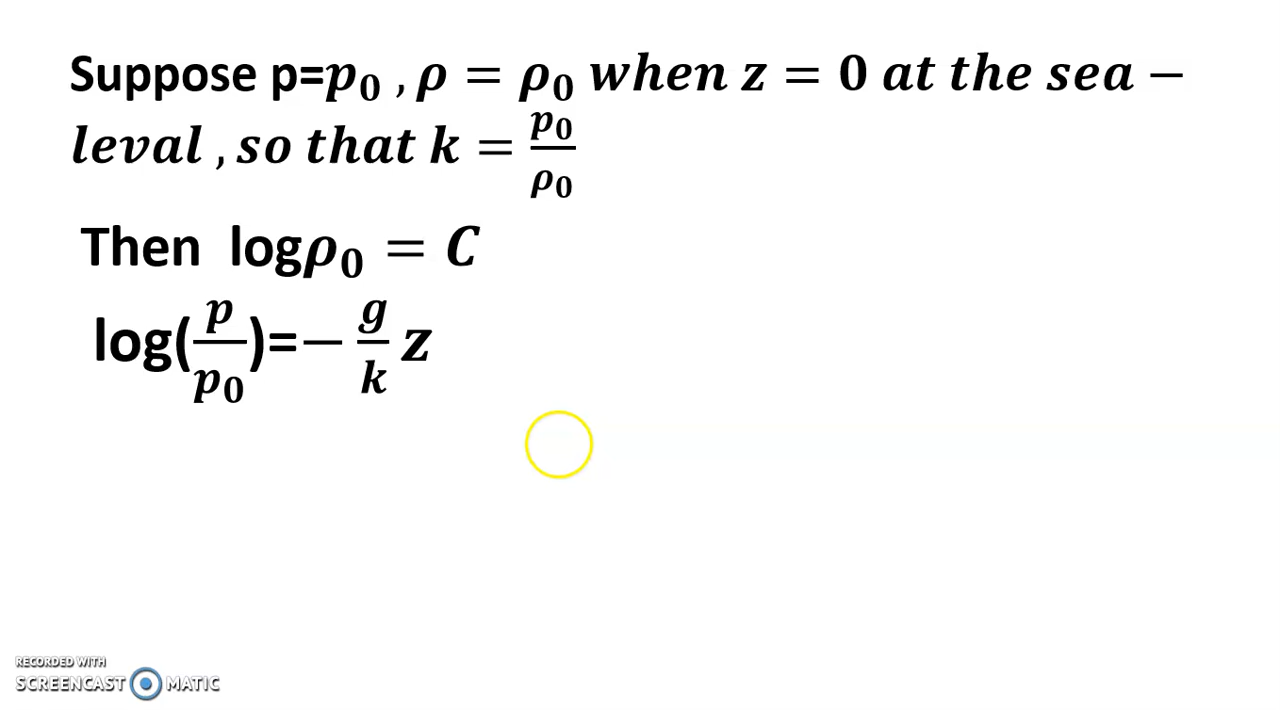 Suppose p=p₀ , ρ = ρ₀ when z = 0 at the sea −
leval , so that k = p₀/ρ₀
Then logρ₀ = C
log(p/p₀)=− g/k z
RECORDED WITH
SCREENCAST MATIC